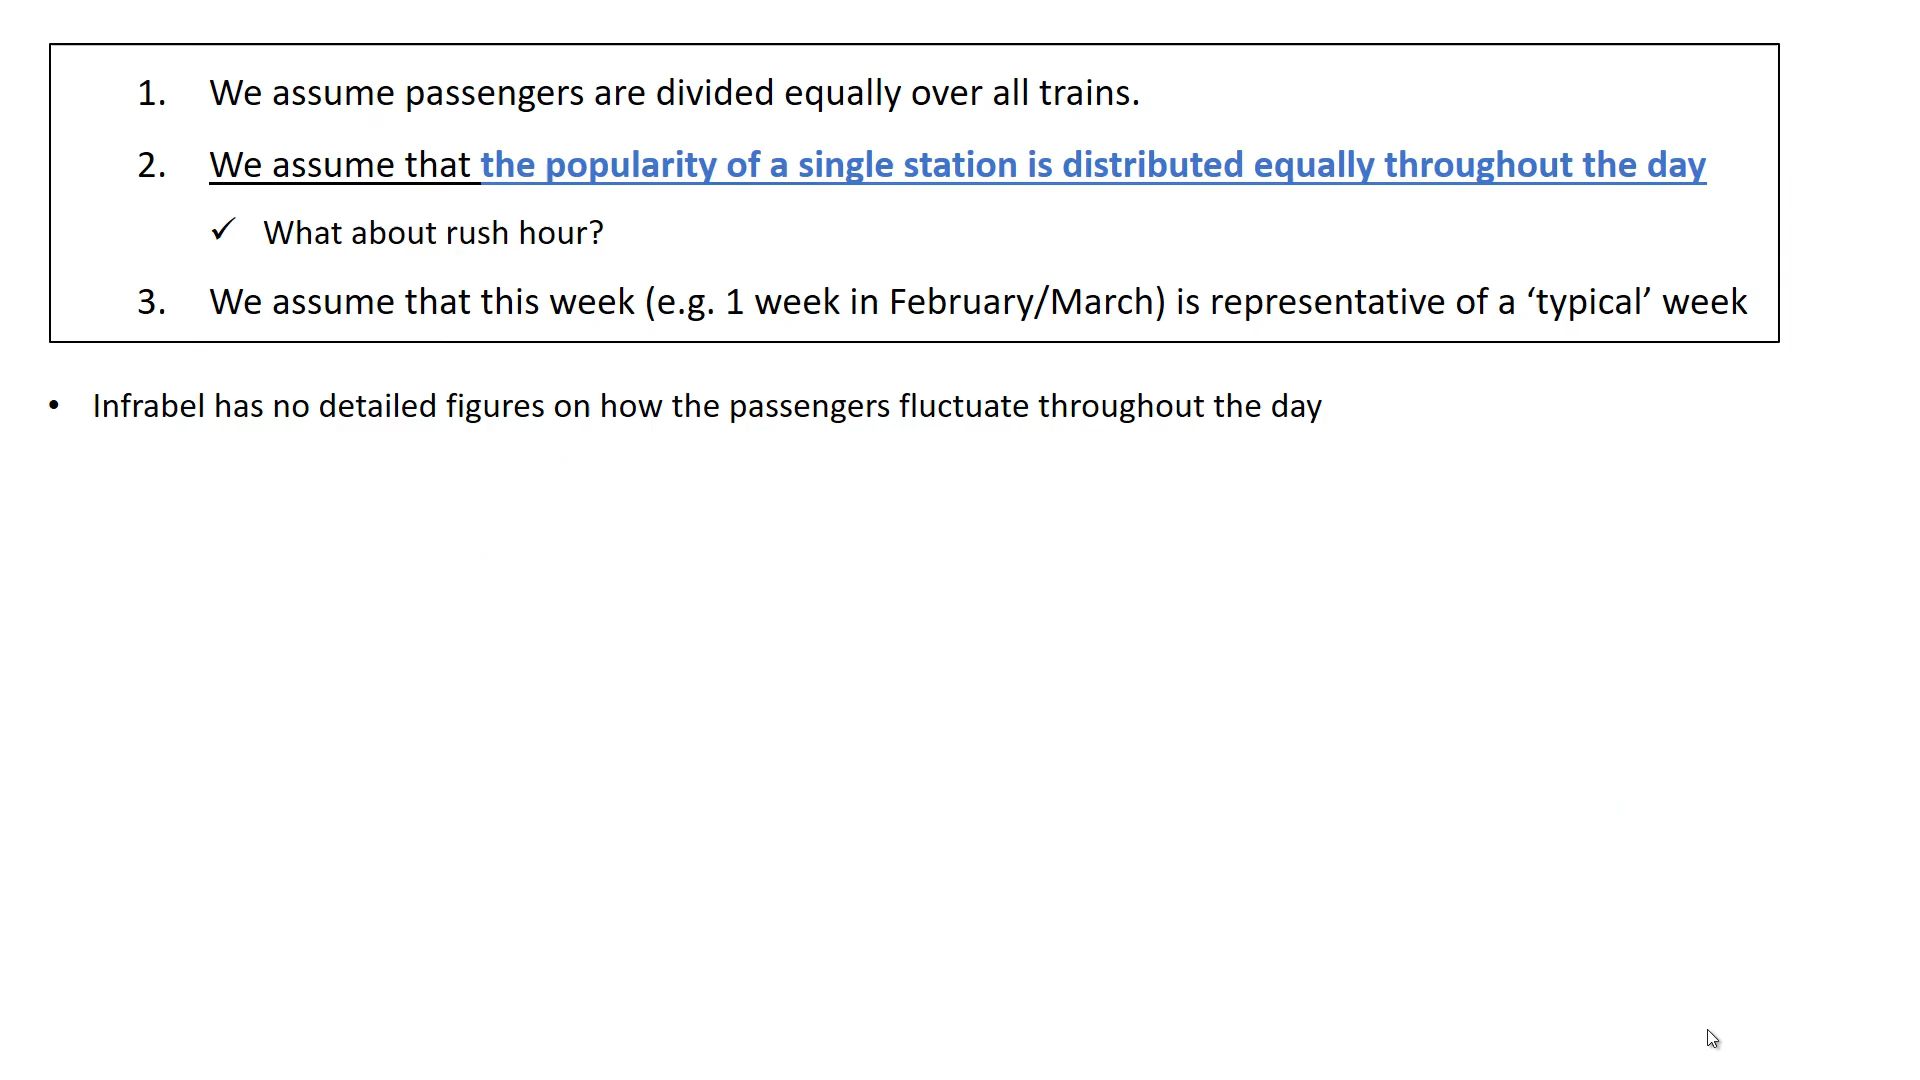 1. We assume passengers are divided equally over all trains.
2. We assume that the popularity of a single station is distributed equally throughout the day
✓ What about rush hour?
3. We assume that this week (e.g. 1 week in February/March) is representative of a ‘typical’ week
• Infrabel has no detailed figures on how the passengers fluctuate throughout the day